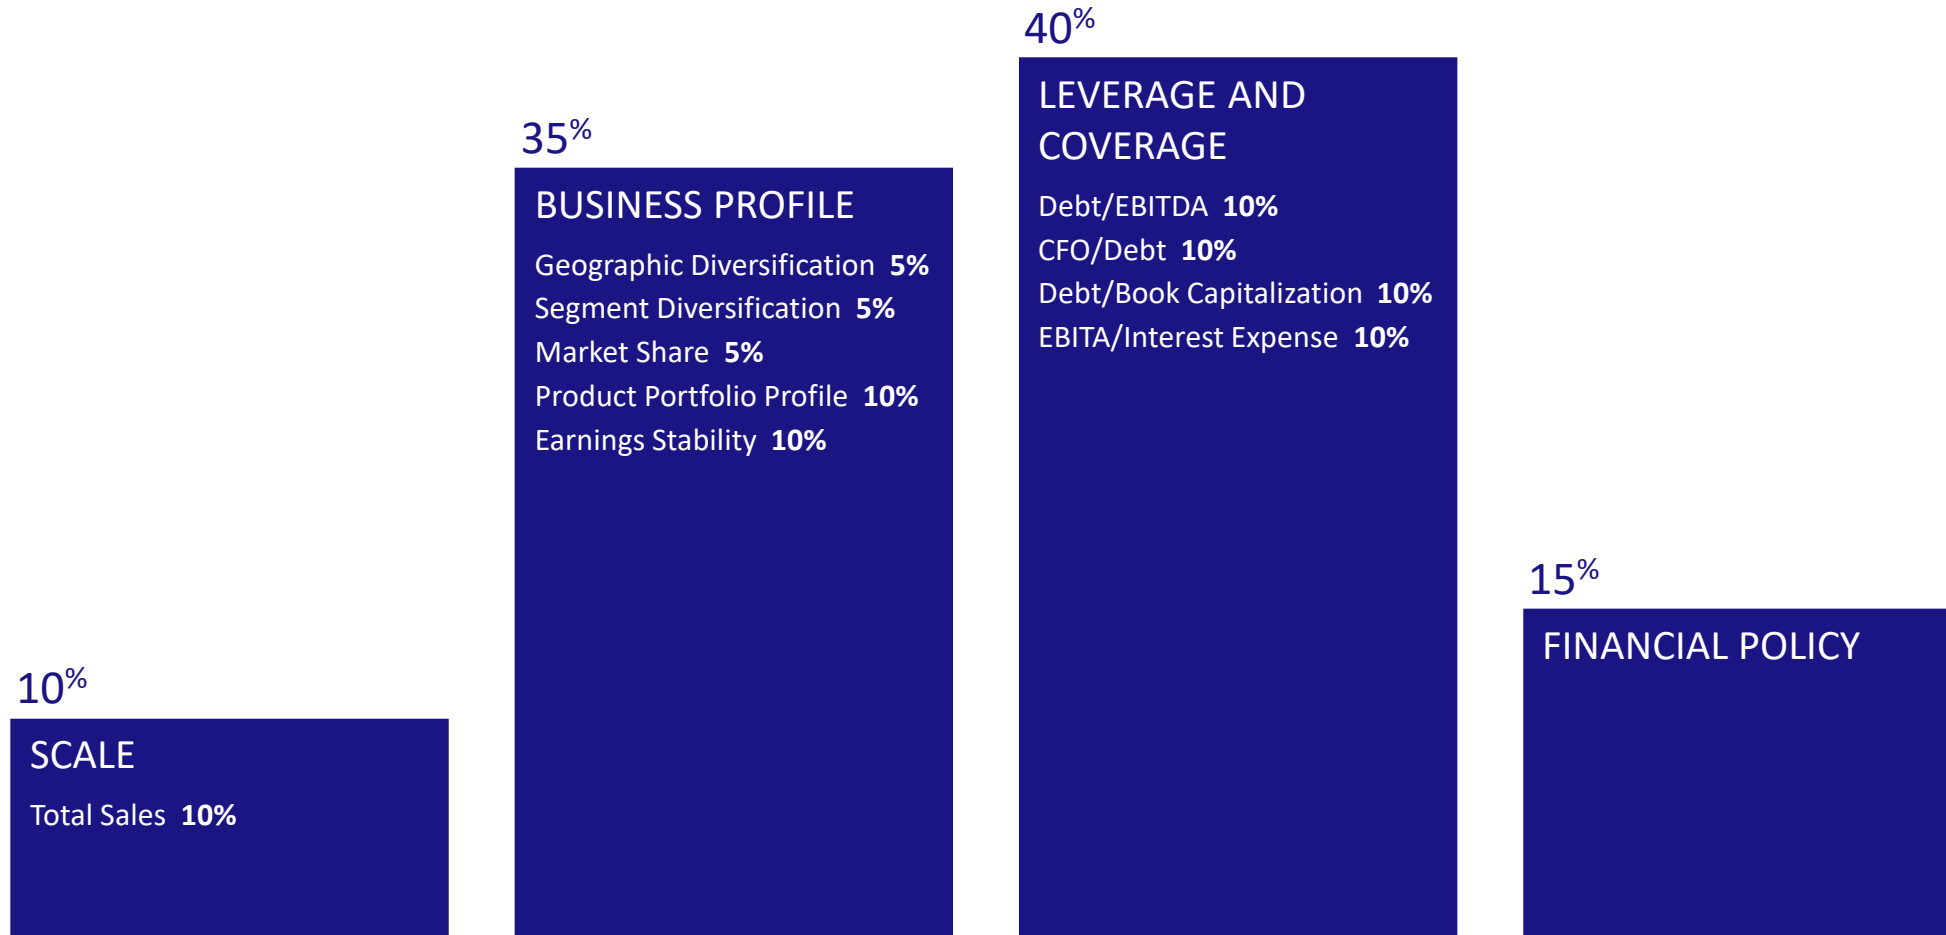 10%
SCALE
Total Sales 10%
35%
BUSINESS PROFILE
Geographic Diversification 5%
Segment Diversification 5%
Market Share 5%
Product Portfolio Profile 10%
Earnings Stability 10%
40%
LEVERAGE AND
COVERAGE
Debt/EBITDA 10%
CFO/Debt 10%
Debt/Book Capitalization 10%
EBITA/Interest Expense 10%
15%
FINANCIAL POLICY